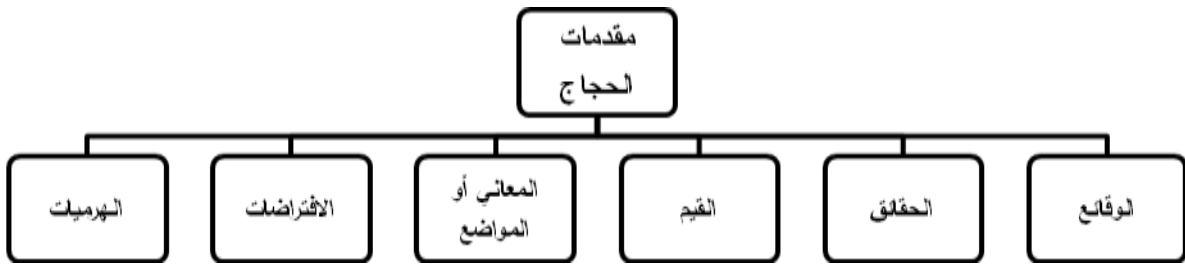 مقدمات
الحجاج
الوقائع
الحقائق
القيم
المعاني أو
المواضع
الافتراضات
الهرميات